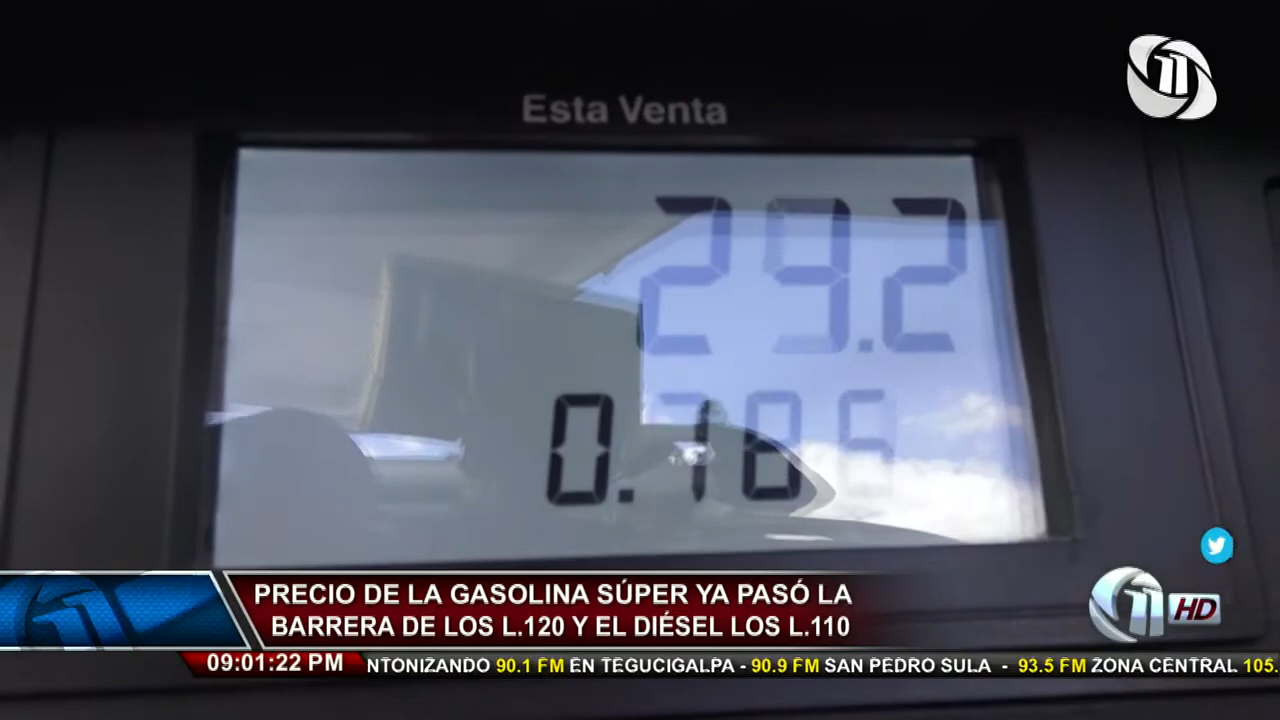 Esta Venta
29.2
PRECIO DE LA GASOLINA SÚPER YA PASÓ LA
BARRERA DE LOS L.120 Y EL DIÉSEL LOS L.110
11 HD
09:01:22 PM NTONIZANDO 90.1 FM EN TEGUCIGALPA - 90.9 FM SAN PEDRO SULA - 93.5 FM ZONA CENTRAL 105.